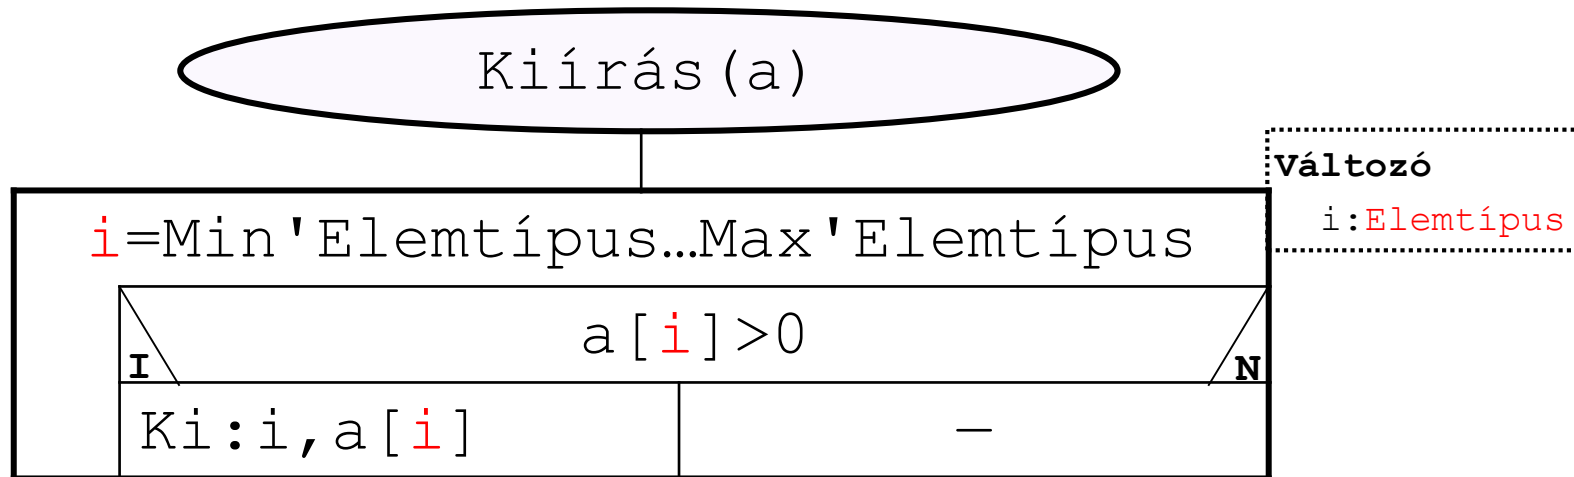 Kiírás(a)
Változó
i:Elemtípus
i=Min'Elemtípus…Max'Elemtípus
a[i]>0
I
N
Ki:i,a[i]
–